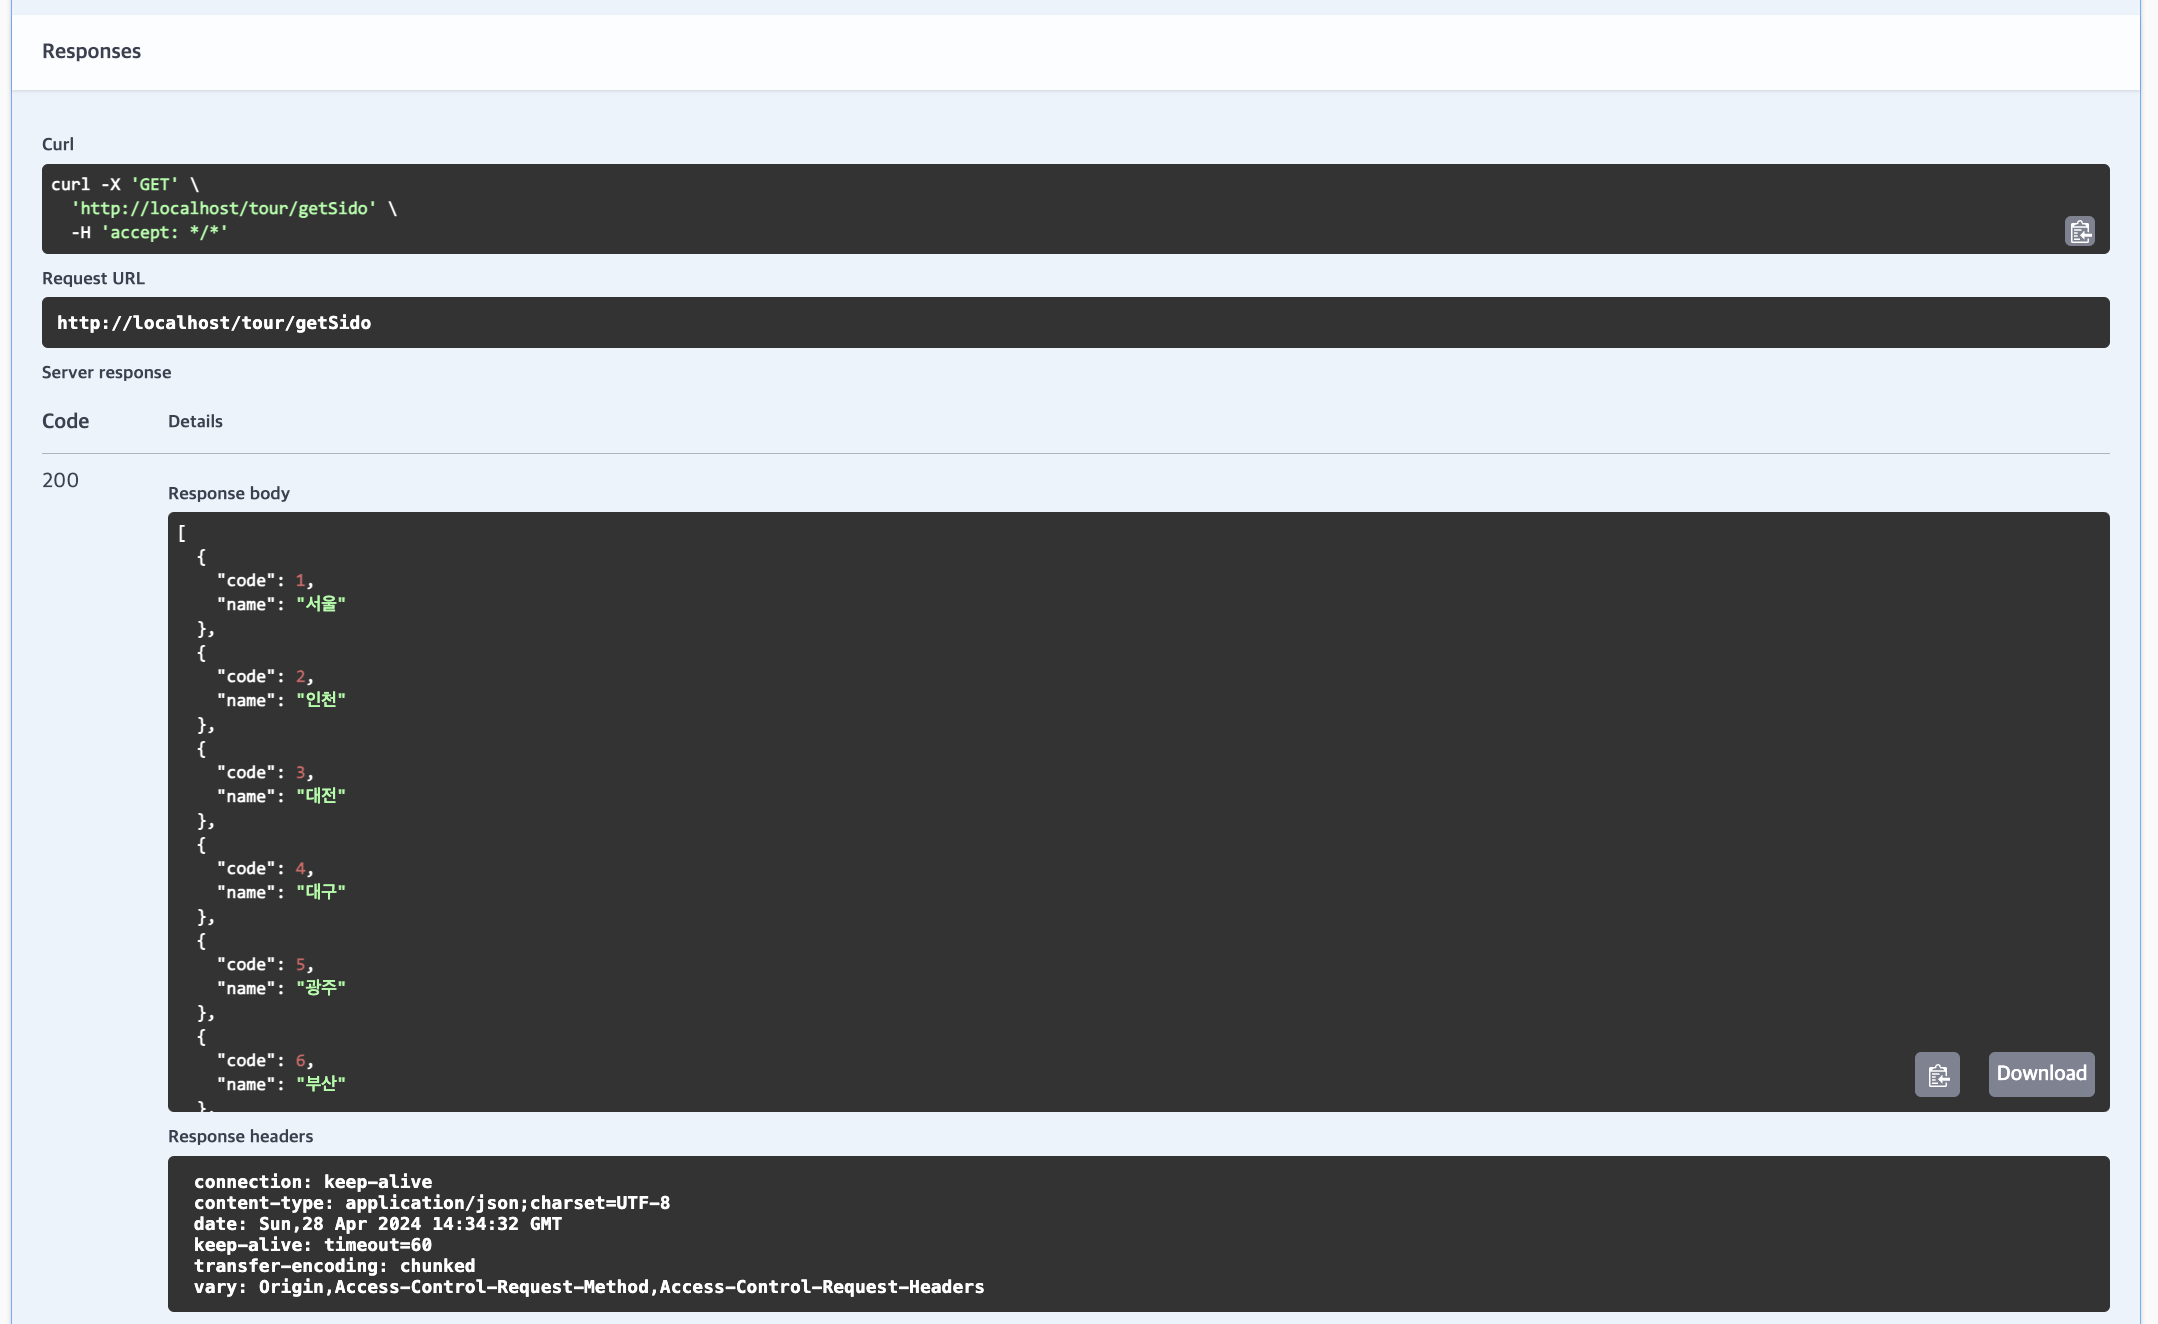 Responses
Curl
curl -X 'GET' \
  'http://localhost/tour/getSido' \
  -H 'accept: */*'
Request URL
http://localhost/tour/getSido
Server response
Code Details
200
Response body
[
  {
    "code": 1,
    "name": "서울"
  },
  {
    "code": 2,
    "name": "인천"
  },
  {
    "code": 3,
    "name": "대전"
  },
  {
    "code": 4,
    "name": "대구"
  },
  {
    "code": 5,
    "name": "광주"
  },
  {
    "code": 6,
    "name": "부산"
  },
Download
Response headers
connection: keep-alive
content-type: application/json;charset=UTF-8
date: Sun,28 Apr 2024 14:34:32 GMT
keep-alive: timeout=60
transfer-encoding: chunked
vary: Origin,Access-Control-Request-Method,Access-Control-Request-Headers